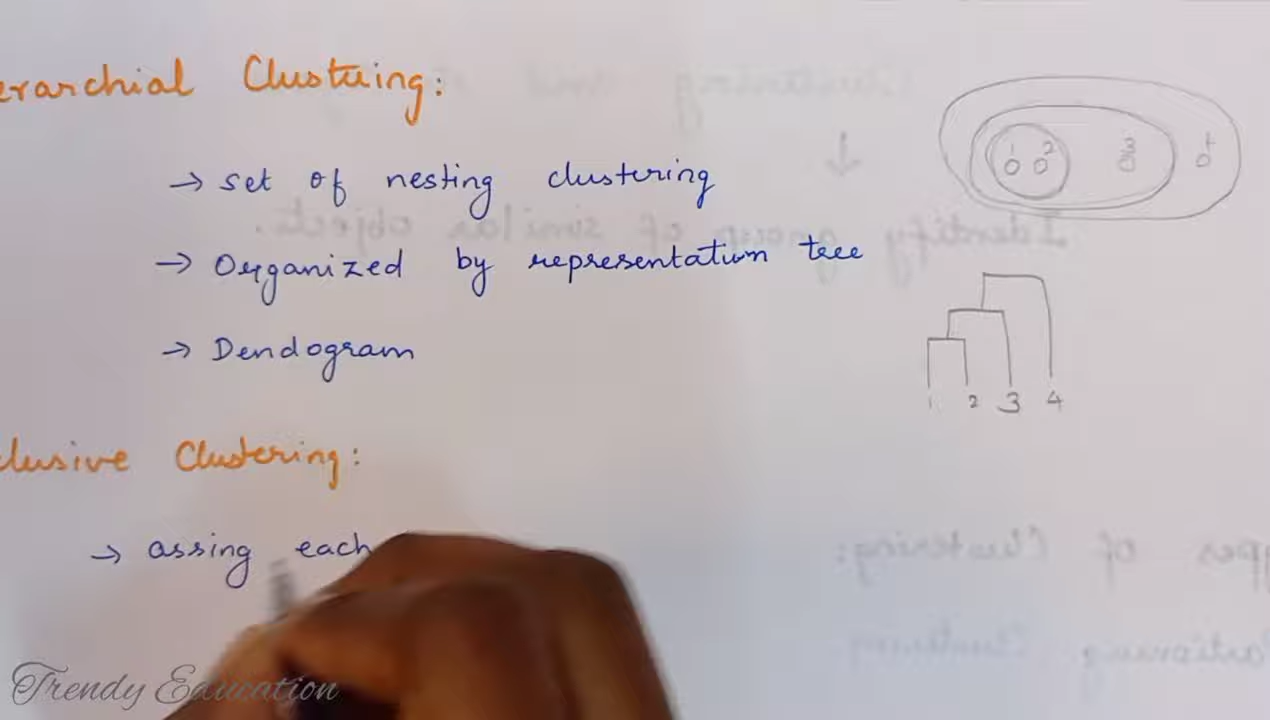 erarchial Clustering:
→ set of nesting clustering
→ Organized by representation tree
→ Dendogram
1 2 3 4
1 2 3 4
clusive Clustering:
→ assing each
Trendy Education